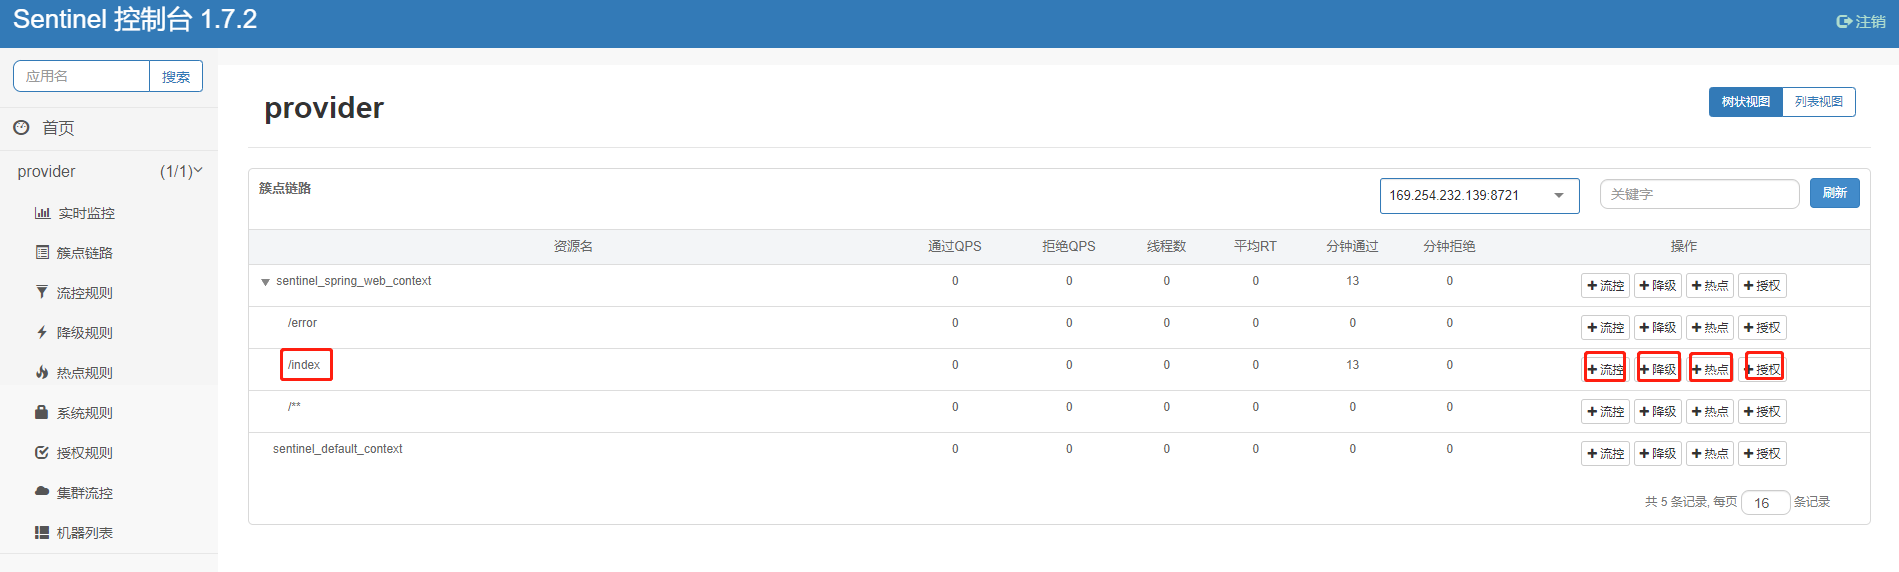 Sentinel 控制台 1.7.2
注销
应用名 搜索
首页
provider (1/1)
实时监控
簇点链路
流控规则
降级规则
热点规则
系统规则
授权规则
集群流控
机器列表
provider
树状视图 列表视图
簇点链路 169.254.232.139:8721 关键字 刷新
资源名 通过QPS 拒绝QPS 线程数 平均RT 分钟通过 分钟拒绝 操作
sentinel_spring_web_context 0 0 0 0 13 0 +流控 +降级 +热点 +授权
/error 0 0 0 0 0 0 +流控 +降级 +热点 +授权
/index 0 0 0 0 13 0 +流控 +降级 +热点 +授权
/** 0 0 0 0 0 0 +流控 +降级 +热点 +授权
sentinel_default_context 0 0 0 0 0 0 +流控 +降级 +热点 +授权
共 5 条记录, 每页 16 条记录